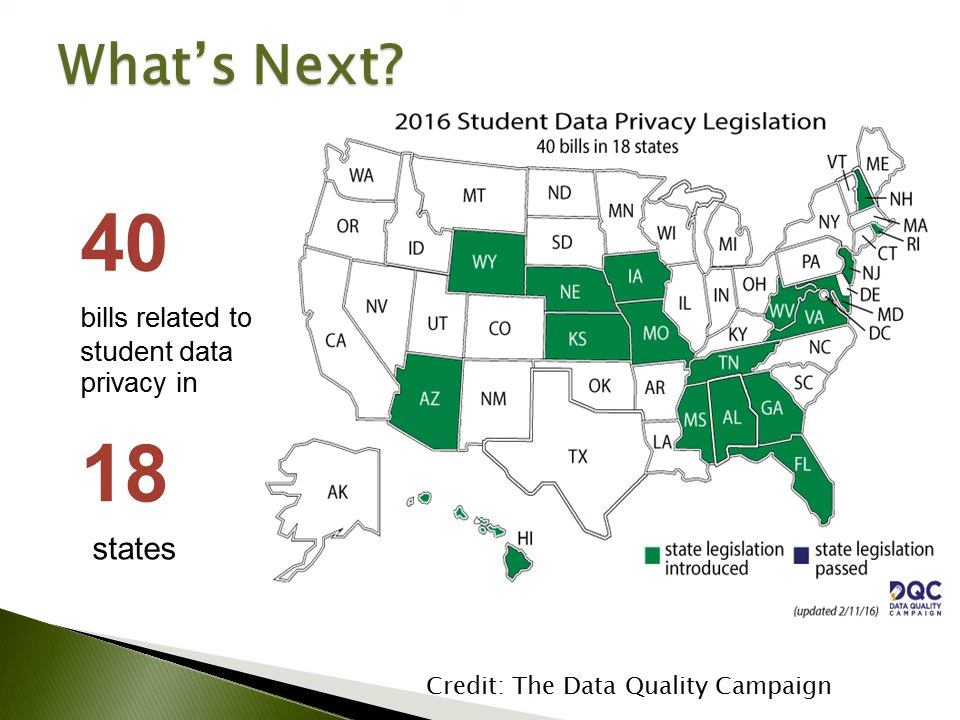 What's Next?
2016 Student Data Privacy Legislation
40 bills in 18 states
40
bills related to
student data
privacy in
18
states
WA
MT
ND
MN
VT
ME
OR
ID
SD
WI
MI
NY
NH
MA
RI
CT
WY
IA
PA
NJ
NE
OH
DE
NV
IL
IN
WV
MD
UT
CO
VA
DC
CA
KS
MO
KY
NC
TN
AZ
NM
OK
AR
SC
MS
AL
GA
LA
TX
FL
AK
HI
state legislation
introduced
state legislation
passed
DQC
DATA QUALITY
CAMPAIGN
(updated 2/11/16)
Credit: The Data Quality Campaign